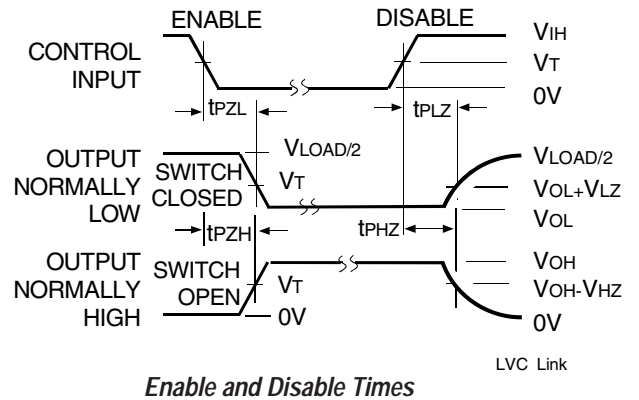 ENABLE
DISABLE
CONTROL
INPUT
VIH
VT
0V
tPZL
tPLZ
OUTPUT
NORMALLY
LOW
SWITCH
CLOSED
VLOAD/2
VT
VLOAD/2
VOL+VLZ
VOL
tPZH
tPHZ
OUTPUT
NORMALLY
HIGH
SWITCH
OPEN
VT
0V
VOH
VOH-VHZ
0V
LVC Link
Enable and Disable Times